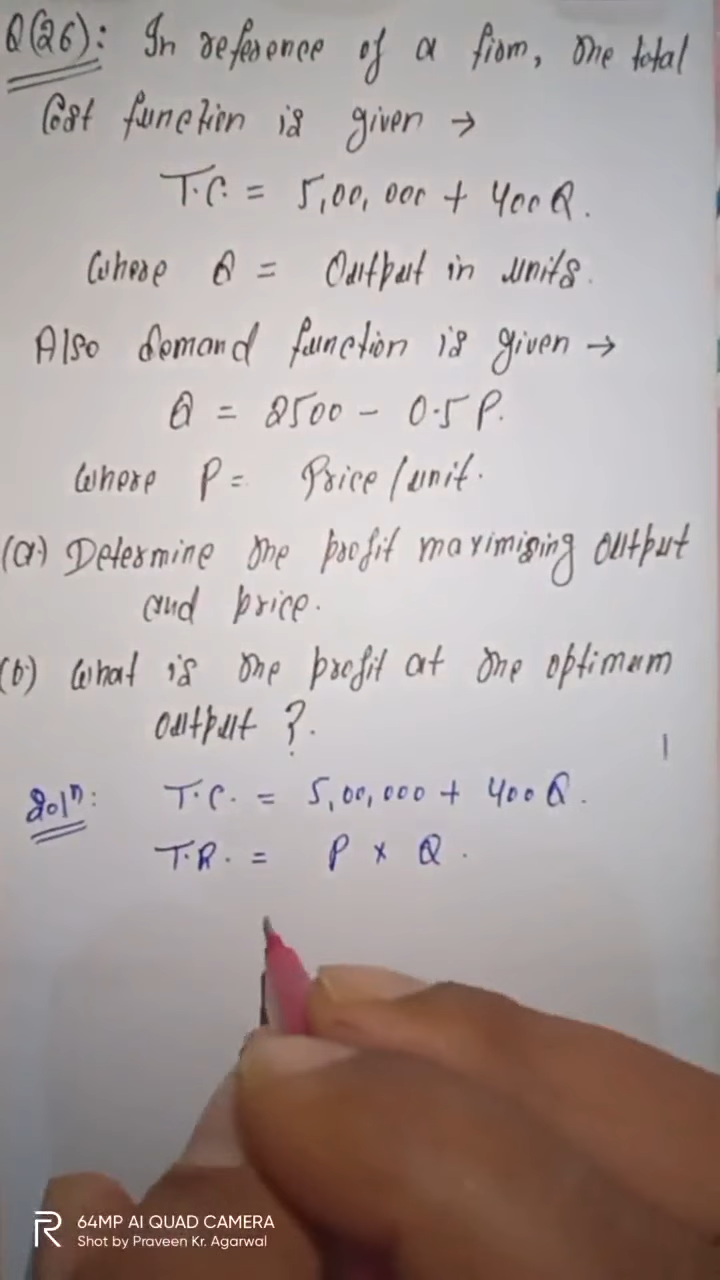 Q(26): In reference of a firm, the total
Cost function is given →
T.C. = 5,00,000 + 400Q.
Where Q = Output in units.
Also demand function is given →
Q = 2500 - 0.5 P.
Where P = Price/unit.
(a) Determine the profit maximising output
and price.
(b) What is the profit at the optimum
output ?.
Solⁿ: T.C. = 5,00,000 + 400Q.
T.R. = P × Q.
64MP AI QUAD CAMERA
Shot by Praveen Kr. Agarwal